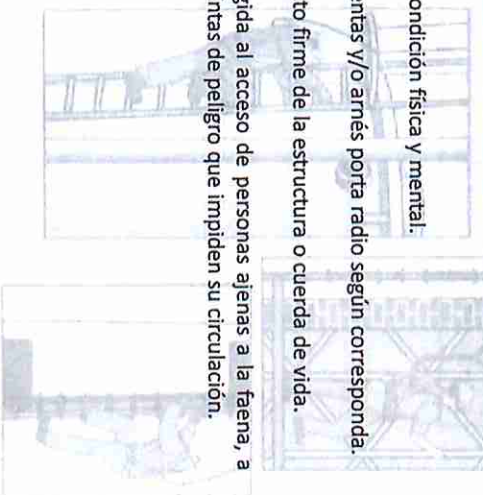 ondición física y mental.
entas y/o arnés porta radio según corresponda.
to firme de la estructura o cuerda de vida.
gida al acceso de personas ajenas a la faena, a
ntas de peligro que impiden su circulación.